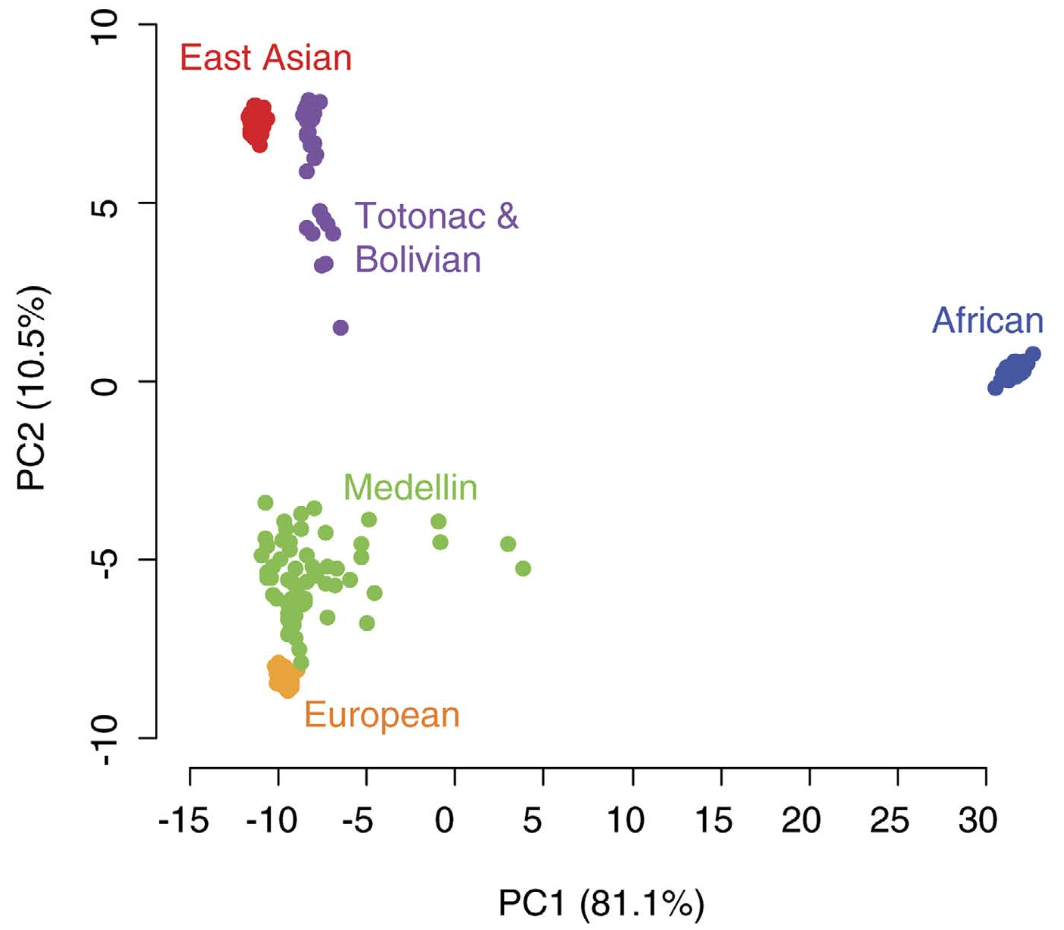 10
East Asian
5
Totonac &
Bolivian
African
PC2 (10.5%)
0
Medellin
-5
European
-10
-15 -10 -5 0 5 10 15 20 25 30
PC1 (81.1%)